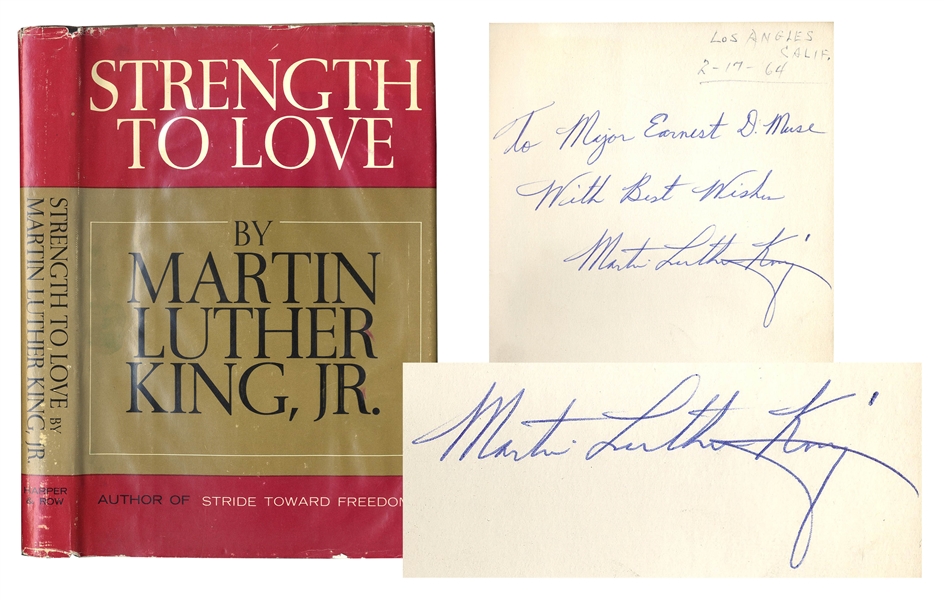 STRENGTH TO LOVE BY
MARTIN LUTHER KING, JR.
HARPER
& ROW
STRENGTH
TO LOVE
BY
MARTIN
LUTHER
KING, JR.
AUTHOR OF STRIDE TOWARD FREEDOM
LOS ANGLES
CALIF.
2-17-64
To Major Earnest D. Muse
With Best Wishes
Martin Luther King
Martin Luther King